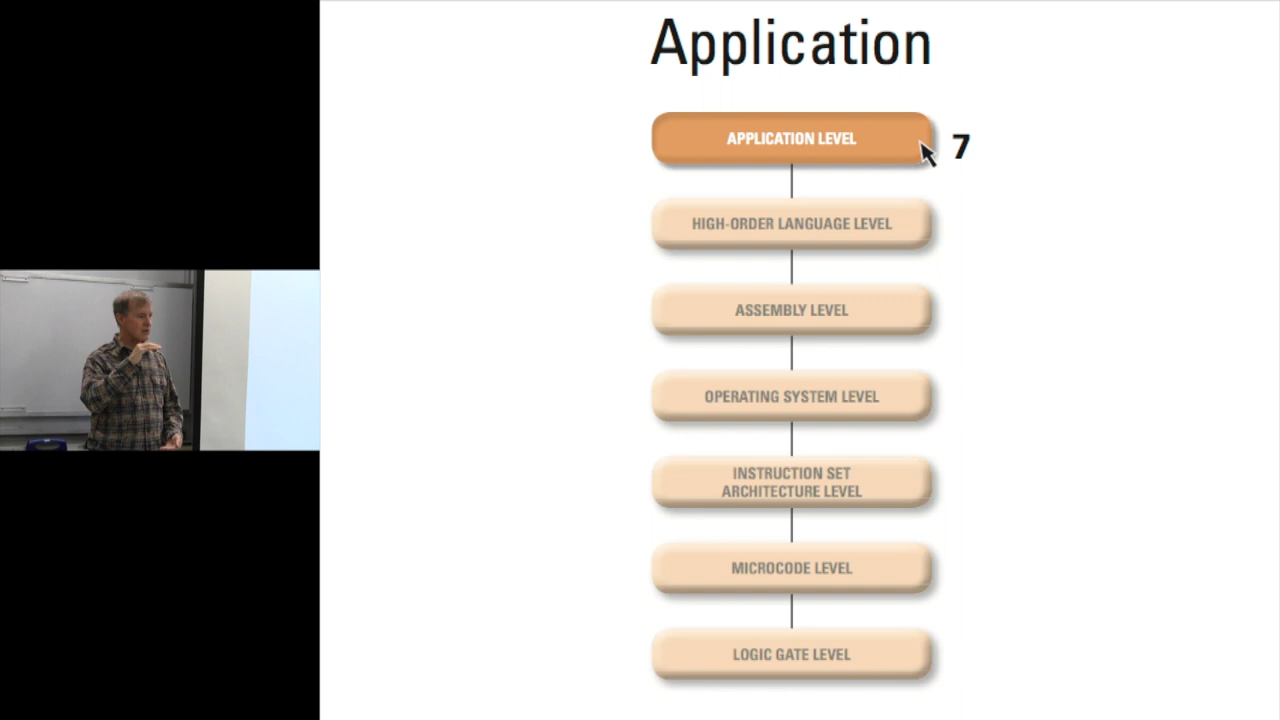 Application
APPLICATION LEVEL
7
HIGH-ORDER LANGUAGE LEVEL
ASSEMBLY LEVEL
OPERATING SYSTEM LEVEL
INSTRUCTION SET
ARCHITECTURE LEVEL
MICROCODE LEVEL
LOGIC GATE LEVEL